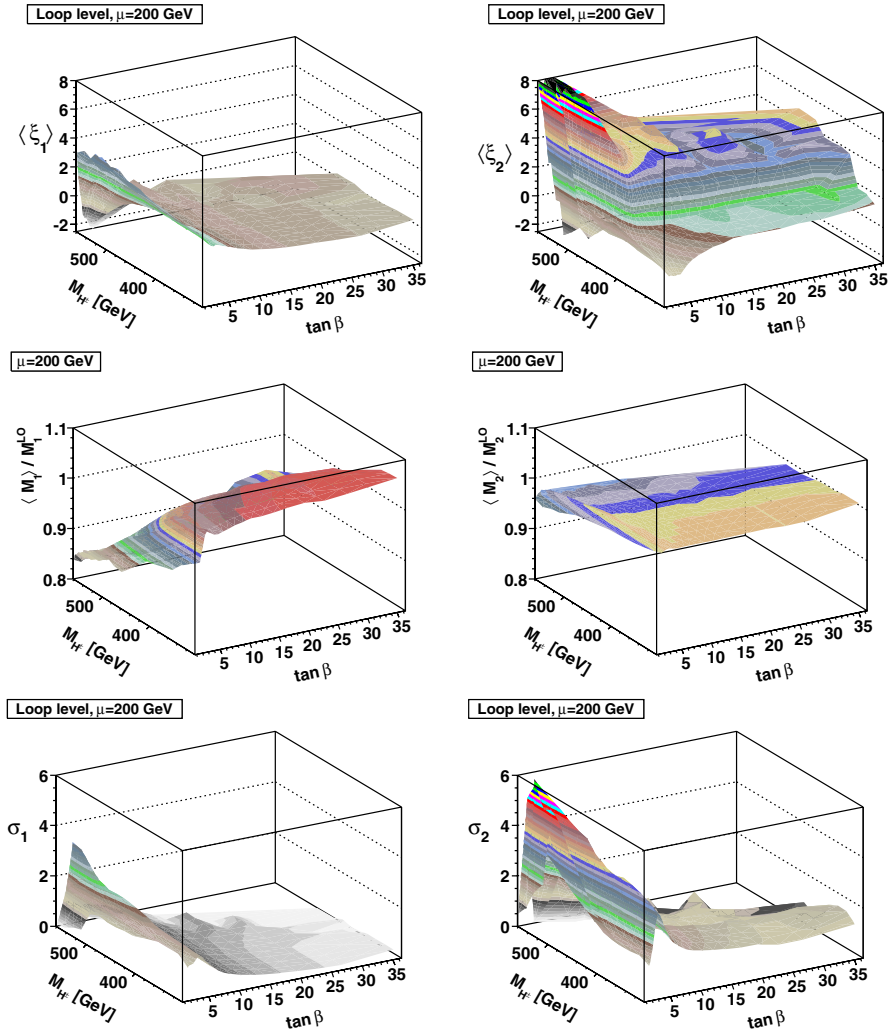 Loop level, μ=200 GeV
8
6
4
2
0
-2
⟨ξ₁⟩
500
400
M_H± [GeV]
5 10 15 20 25 30 35
tan β
Loop level, μ=200 GeV
8
6
4
2
0
-2
⟨ξ₂⟩
500
400
M_H± [GeV]
5 10 15 20 25 30 35
tan β
μ=200 GeV
1.1
1
0.9
0.8
⟨M₁⟩ / M₁^LO
500
400
M_H± [GeV]
5 10 15 20 25 30 35
tan β
μ=200 GeV
1.1
1
0.9
0.8
⟨M₂⟩ / M₂^LO
500
400
M_H± [GeV]
5 10 15 20 25 30 35
tan β
Loop level, μ=200 GeV
6
4
2
0
σ₁
500
400
M_H± [GeV]
5 10 15 20 25 30 35
tan β
Loop level, μ=200 GeV
6
4
2
0
σ₂
500
400
M_H± [GeV]
5 10 15 20 25 30 35
tan β